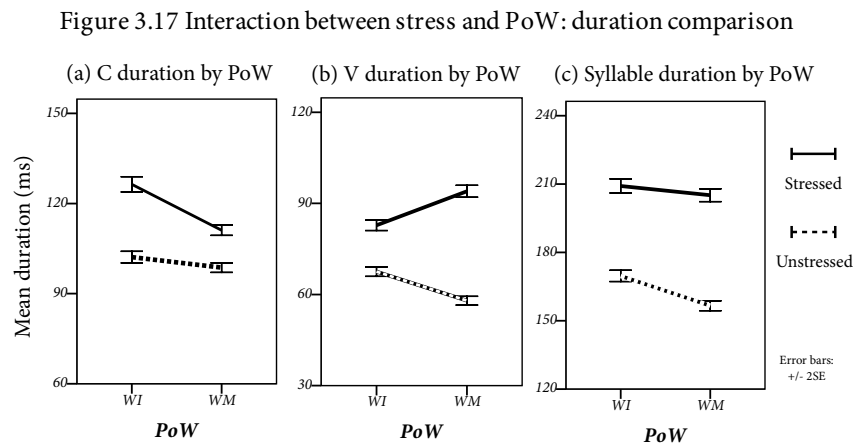 Figure 3.17 Interaction between stress and PoW: duration comparison
(a) C duration by PoW
(b) V duration by PoW
(c) Syllable duration by PoW
Mean duration (ms)
150
120
90
60
WI
WM
PoW
120
90
60
30
WI
WM
PoW
240
210
180
150
120
WI
WM
PoW
Stressed
Unstressed
Error bars:
+/- 2SE